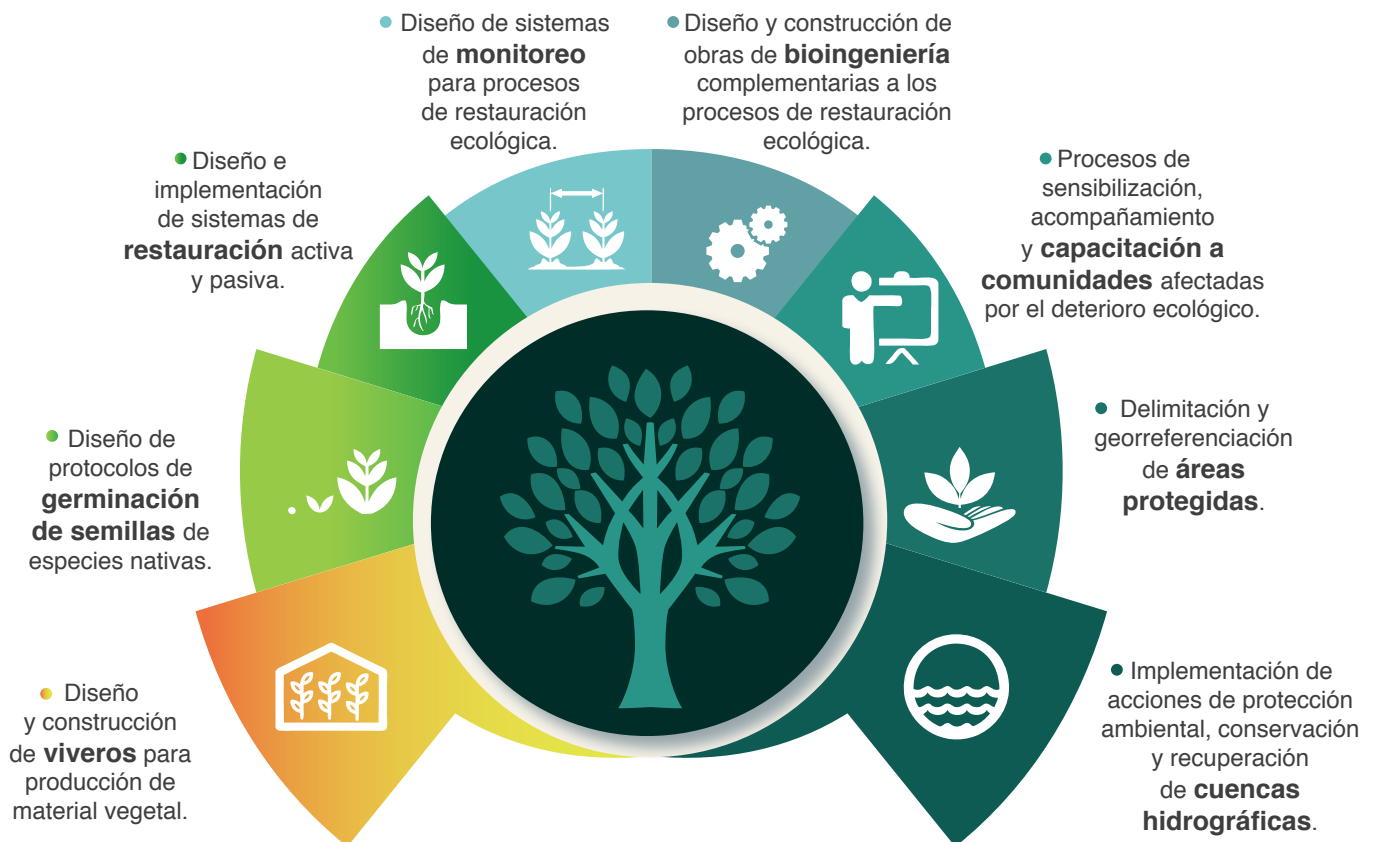 • Diseño de sistemas
de monitoreo
para procesos
de restauración
ecológica.
• Diseño y construcción de
obras de bioingeniería
complementarias a los
procesos de restauración
ecológica.
• Diseño e
implementación
de sistemas de
restauración activa
y pasiva.
• Procesos de
sensibilización,
acompañamiento
y capacitación a
comunidades afectadas
por el deterioro ecológico.
• Diseño de
protocolos de
germinación
de semillas de
especies nativas.
• Delimitación y
georreferenciación
de áreas
protegidas.
• Diseño
y construcción
de viveros para
producción de
material vegetal.
• Implementación de
acciones de protección
ambiental, conservación
y recuperación
de cuencas
hidrográficas.